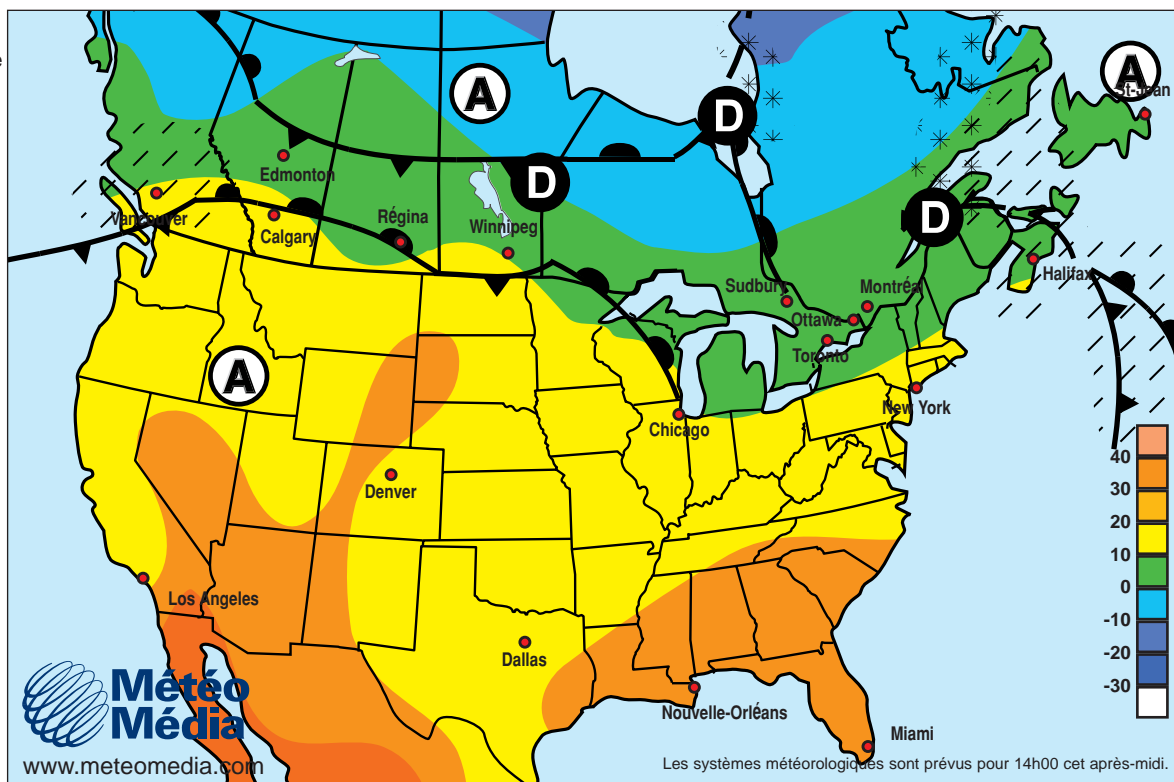 e
A
A
St-Jean
D
D
Edmonton
D
Vancouver
Calgary
Régina
Winnipeg
Sudbury
Montréal
Halifax
Ottawa
Toronto
A
New York
Chicago
Denver
Los Angeles
Dallas
Nouvelle-Orléans
Miami
40
30
20
10
0
-10
-20
-30
Météo
Média
www.meteomedia.com
Les systèmes météorologiques sont prévus pour 14h00 cet après-midi.